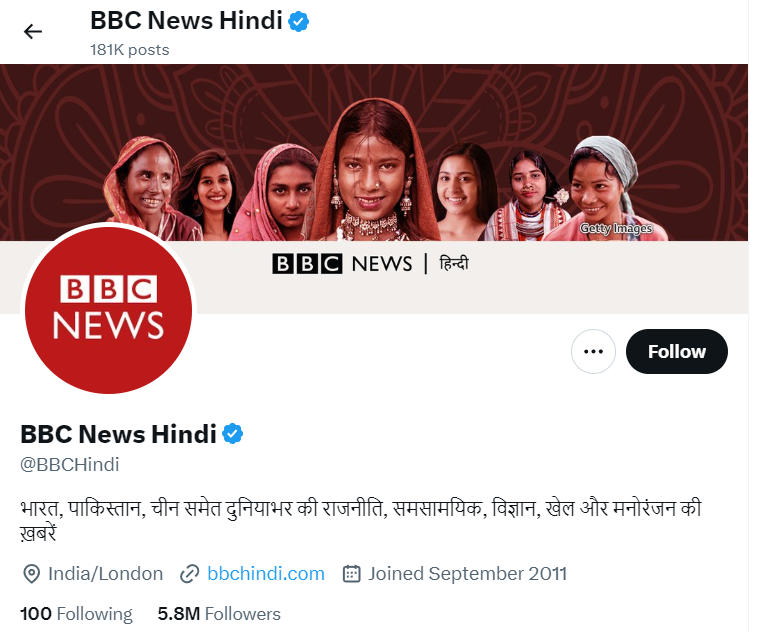 BBC News Hindi
181K posts
Getty Images
BBC NEWS | हिन्दी
BBC
NEWS
Follow
BBC News Hindi
@BBCHindi
भारत, पाकिस्तान, चीन समेत दुनियाभर की राजनीति, समसामयिक, विज्ञान, खेल और मनोरंजन की
ख़बरें
India/London bbchindi.com Joined September 2011
100 Following 5.8M Followers